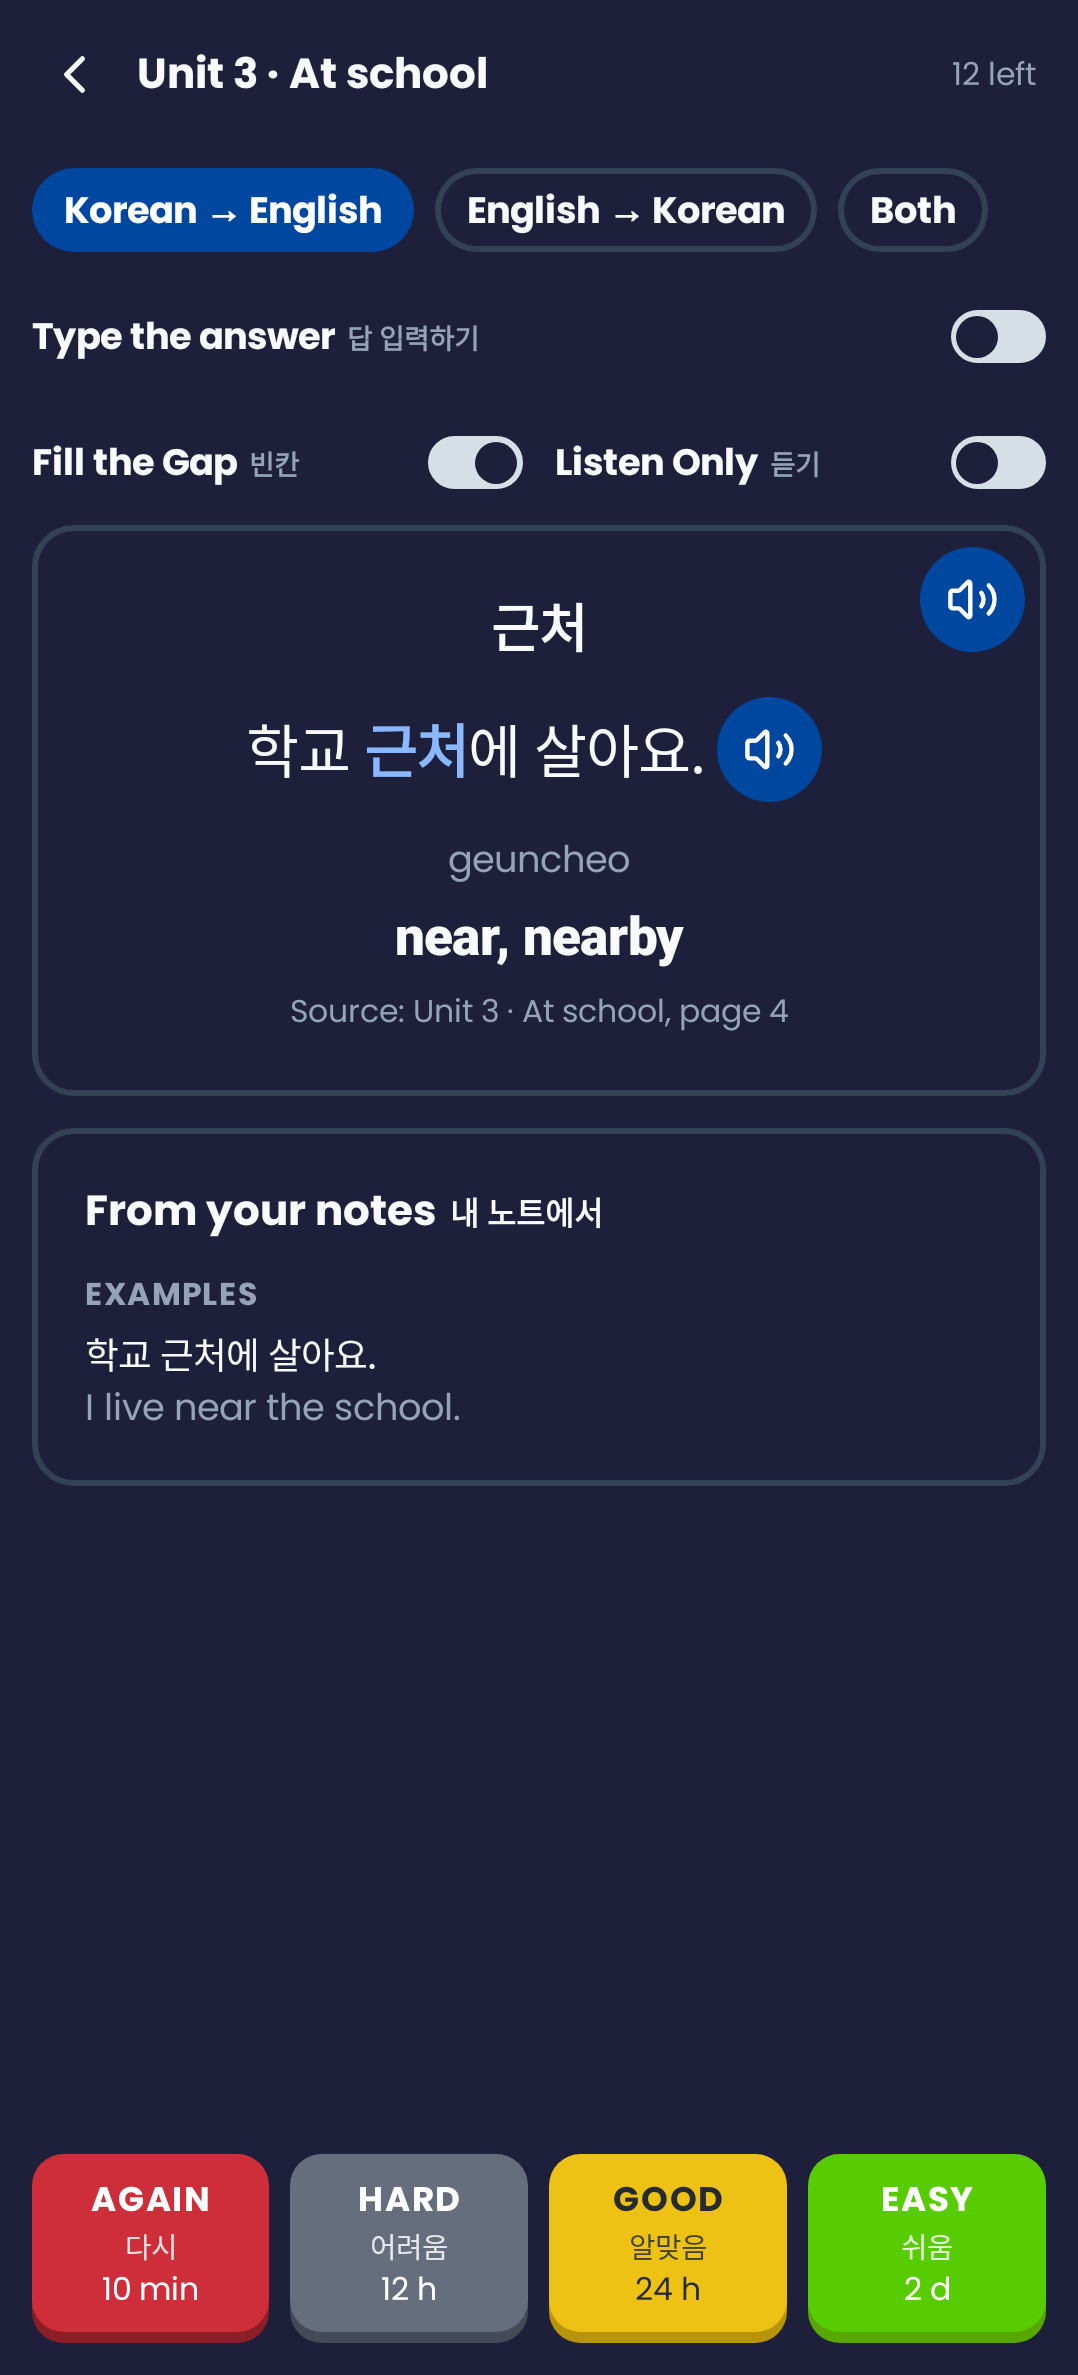 Unit 3 · At school
12 left
Korean → English
English → Korean
Both
Type the answer 답 입력하기
Fill the Gap 빈칸
Listen Only 듣기
근처
학교 근처에 살아요.
geuncheo
near, nearby
Source: Unit 3 · At school, page 4
From your notes 내 노트에서
EXAMPLES
학교 근처에 살아요.
I live near the school.
AGAIN
다시
10 min
HARD
어려움
12 h
GOOD
알맞음
24 h
EASY
쉬움
2 d